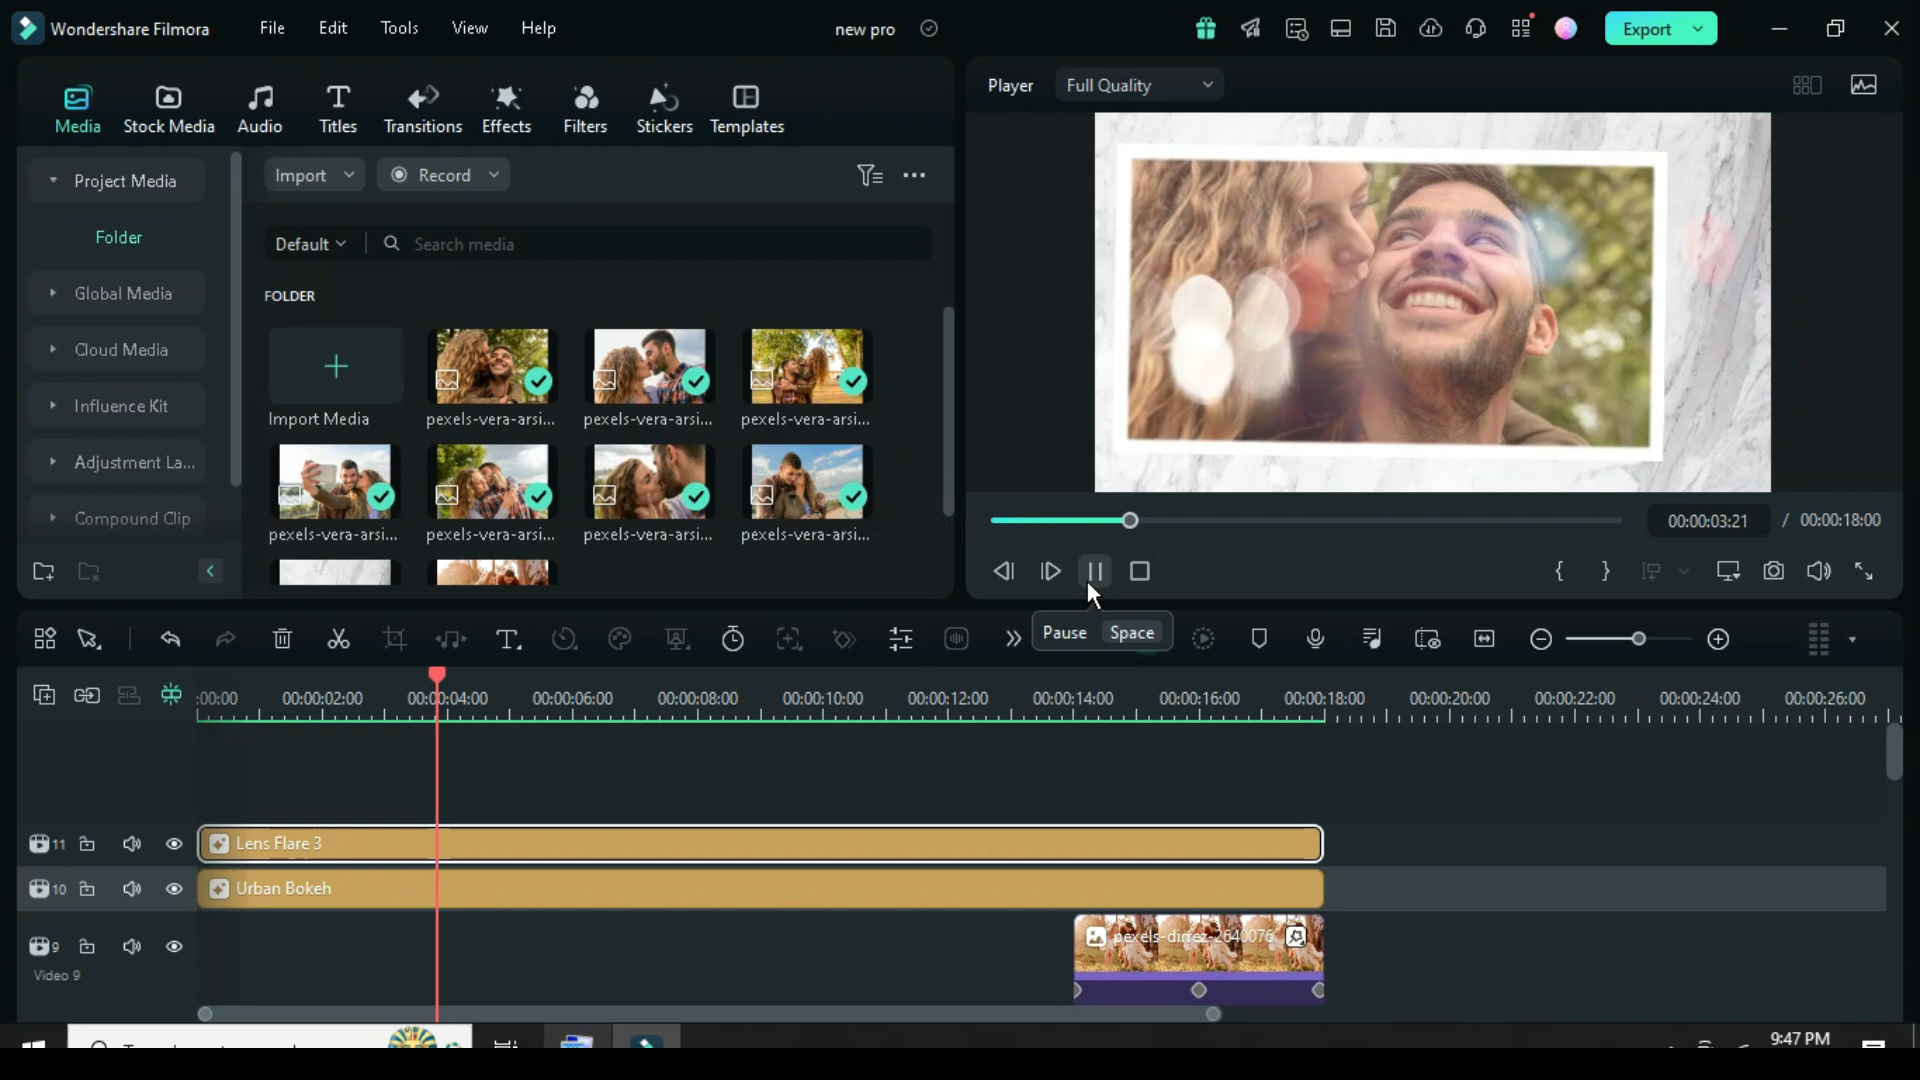 Wondershare Filmora File Edit Tools View Help new pro Export
Media Stock Media Audio Titles Transitions Effects Filters Stickers Templates
Player Full Quality
Project Media
Folder
Global Media
Cloud Media
Influence Kit
Adjustment La...
Compound Clip
Import Record
Default Search media
FOLDER
Import Media pexels-vera-arsi... pexels-vera-arsi... pexels-vera-arsi...
pexels-vera-arsi... pexels-vera-arsi... pexels-vera-arsi... pexels-vera-arsi...
00:00:03:21 / 00:00:18:00
Pause Space
:00:00 00:00:02:00 00:00:04:00 00:00:06:00 00:00:08:00 00:00:10:00 00:00:12:00 00:00:14:00 00:00:16:00 00:00:18:00 00:00:20:00 00:00:22:00 00:00:24:00 00:00:26:00
11 Lens Flare 3
10 Urban Bokeh
9 pexels-dirrez-2640076
Video 9
9:47 PM